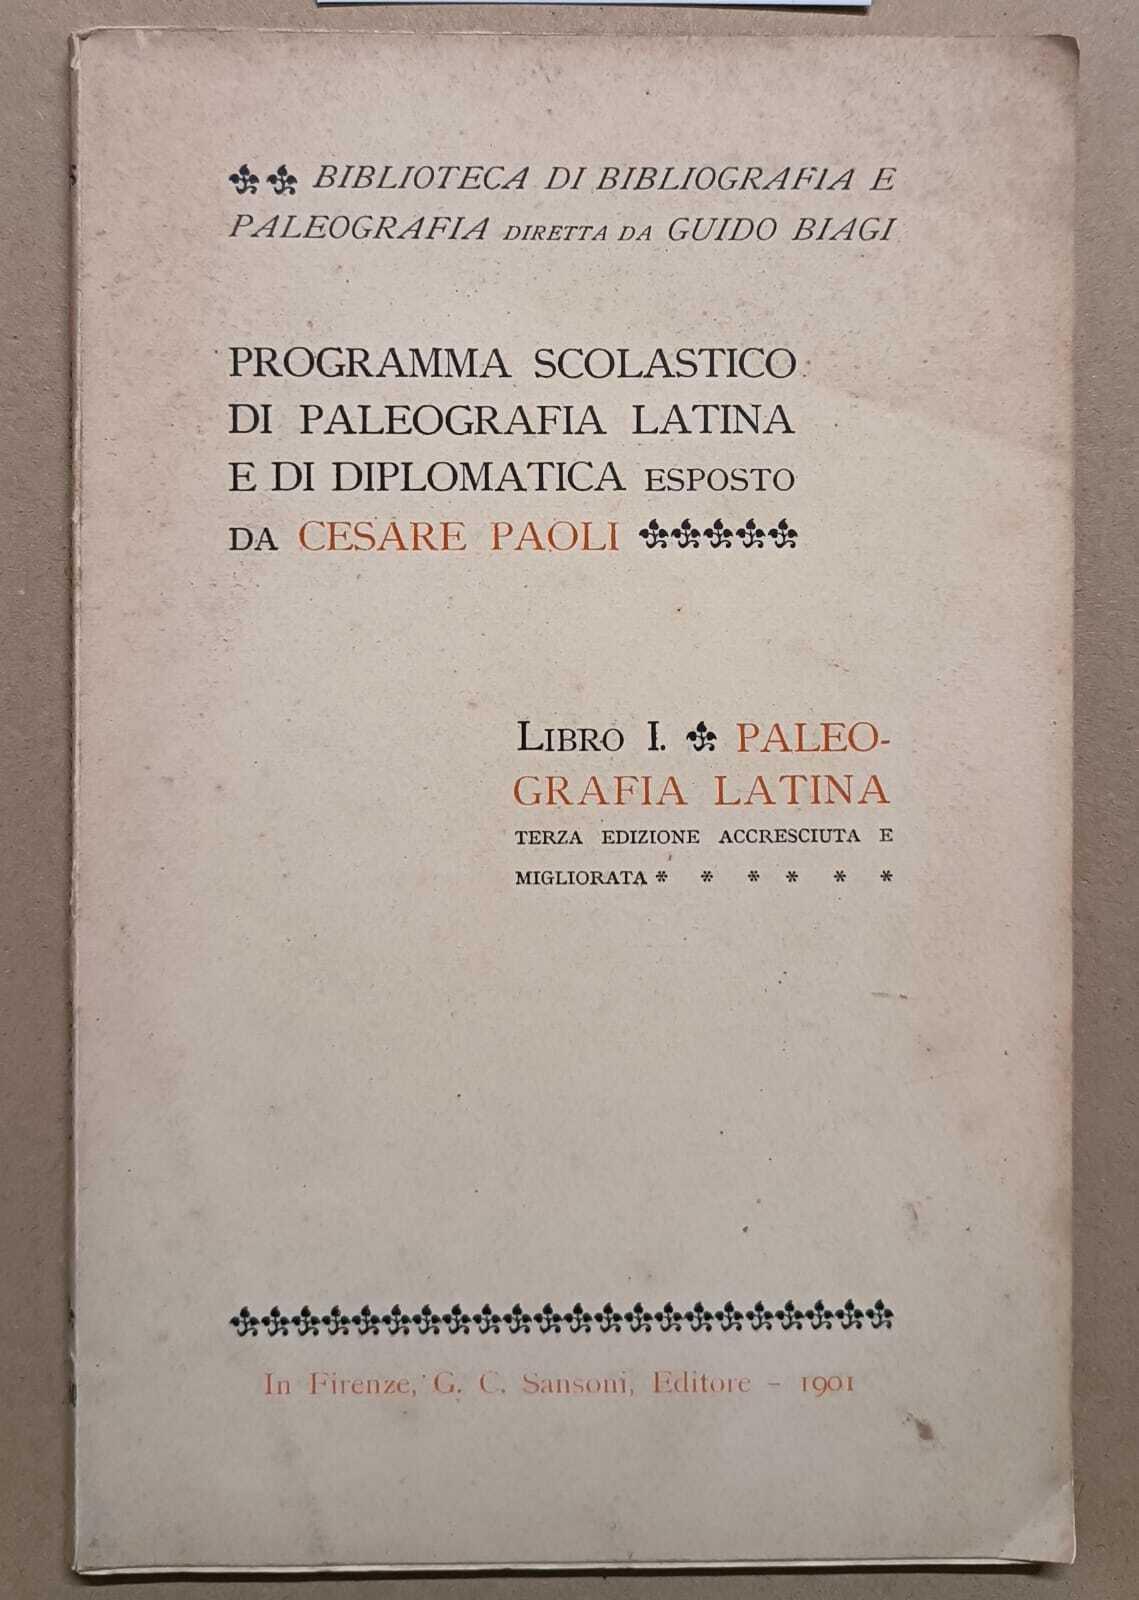 BIBLIOTECA DI BIBLIOGRAFIA E
PALEOGRAFIA DIRETTA DA GUIDO BIAGI
PROGRAMMA SCOLASTICO
DI PALEOGRAFIA LATINA
E DI DIPLOMATICA ESPOSTO
DA CESARE PAOLI
LIBRO I. PALEO-
GRAFIA LATINA
TERZA EDIZIONE ACCRESCIUTA E
MIGLIORATA * * * * * *
In Firenze, G. C. Sansoni, Editore - 1901